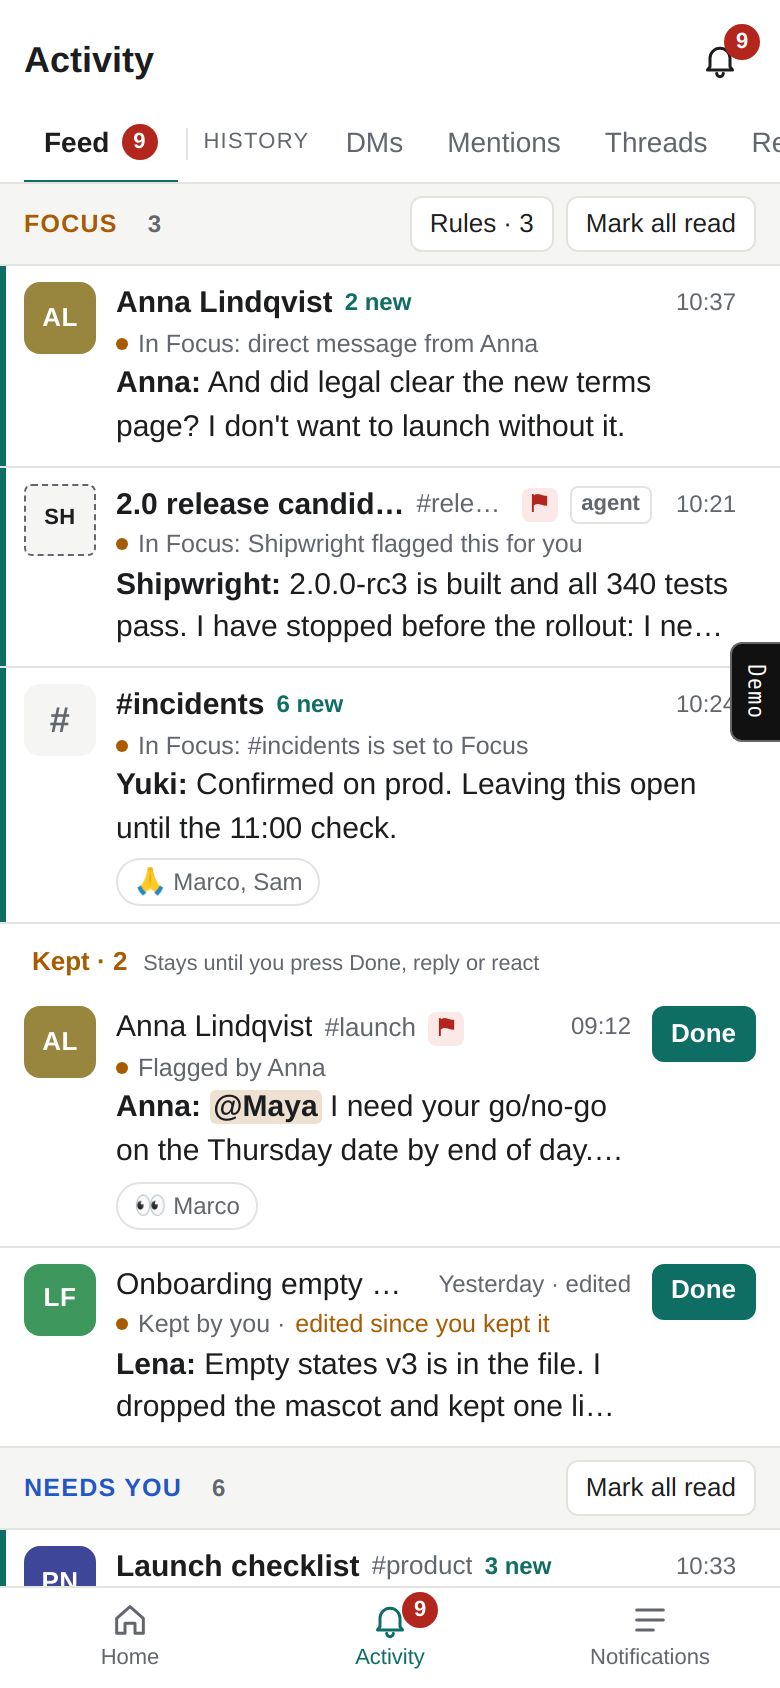 Activity
9
Feed 9 HISTORY DMs Mentions Threads Re
FOCUS 3 Rules · 3 Mark all read
AL Anna Lindqvist 2 new 10:37
In Focus: direct message from Anna
Anna: And did legal clear the new terms
page? I don't want to launch without it.
SH 2.0 release candid… #rele… agent 10:21
In Focus: Shipwright flagged this for you
Shipwright: 2.0.0-rc3 is built and all 340 tests
pass. I have stopped before the rollout: I ne…
Demo
# #incidents 6 new 10:24
In Focus: #incidents is set to Focus
Yuki: Confirmed on prod. Leaving this open
until the 11:00 check.
🙏 Marco, Sam
Kept · 2 Stays until you press Done, reply or react
AL Anna Lindqvist #launch 09:12 Done
Flagged by Anna
Anna: @Maya I need your go/no-go
on the Thursday date by end of day.…
👀 Marco
LF Onboarding empty … Yesterday · edited Done
Kept by you · edited since you kept it
Lena: Empty states v3 is in the file. I
dropped the mascot and kept one li…
NEEDS YOU 6 Mark all read
PN Launch checklist #product 3 new 10:33
9
Home Activity Notifications